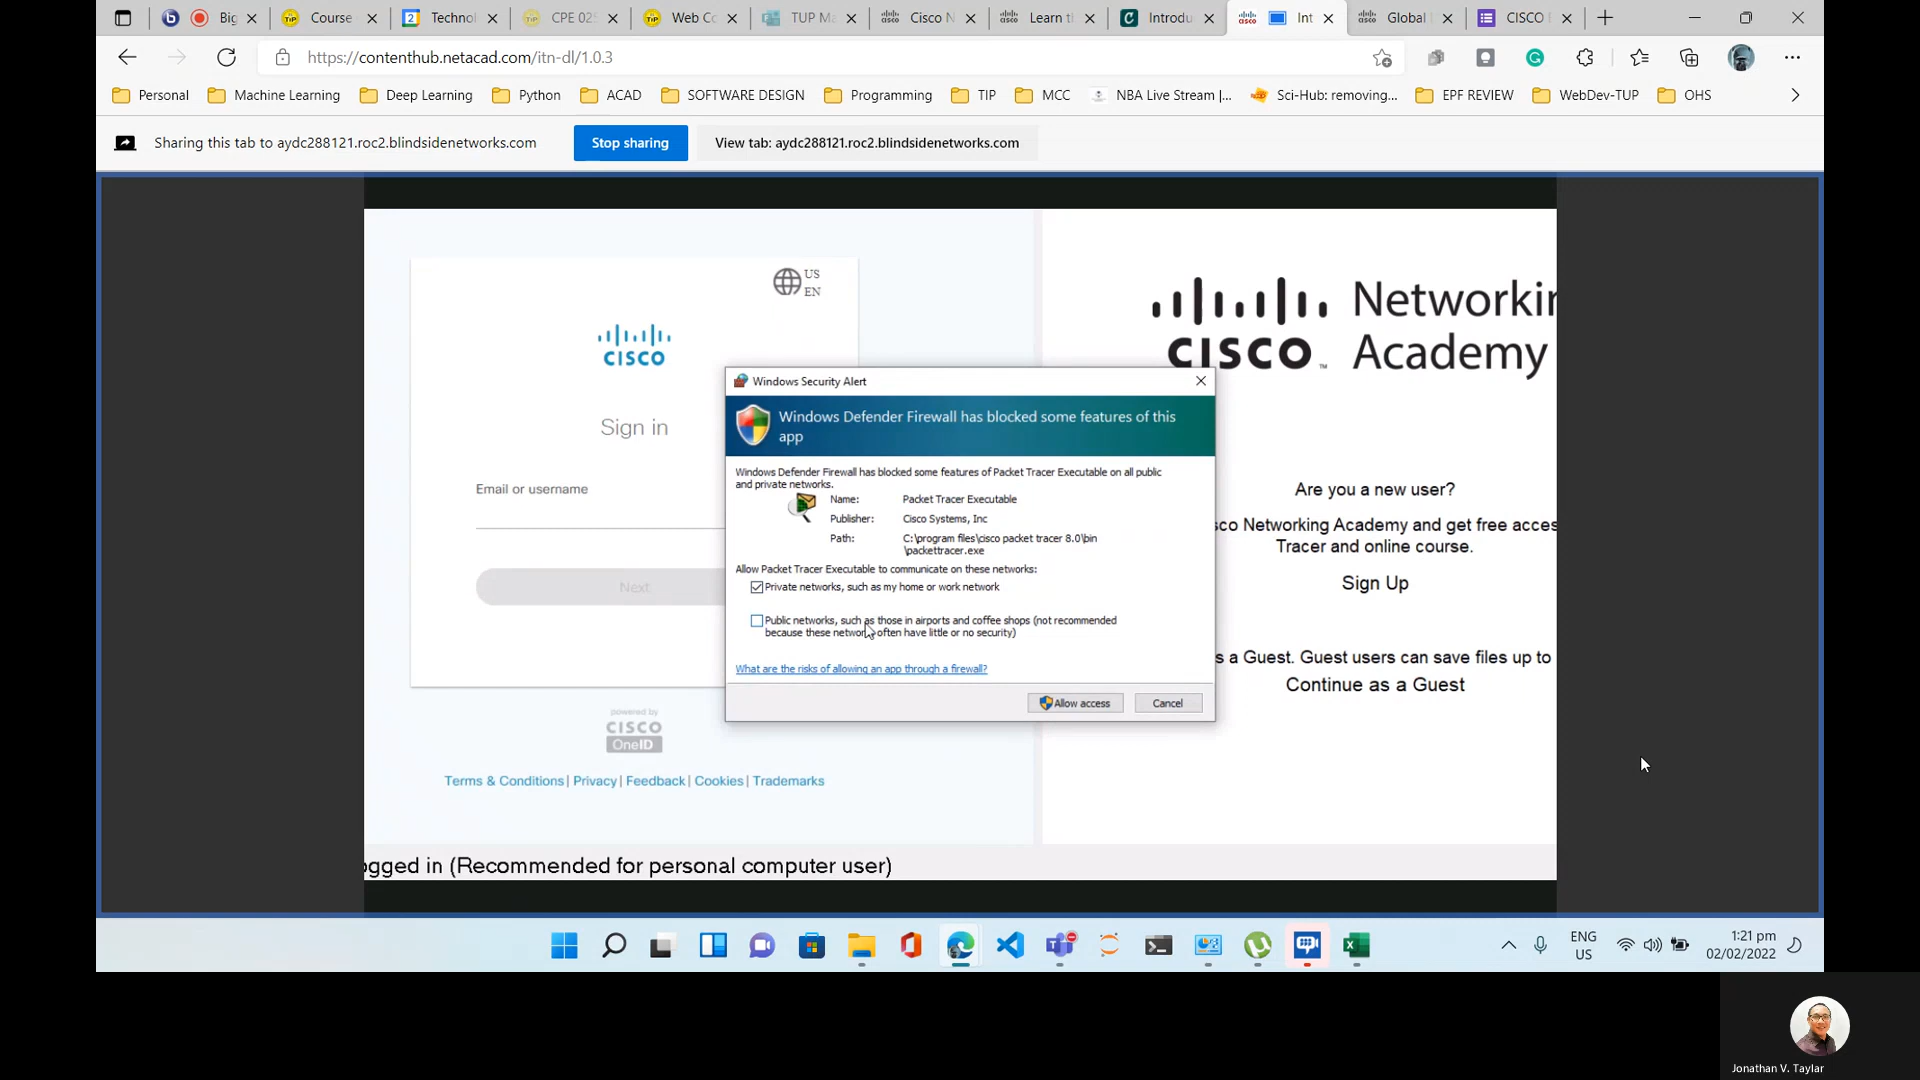 Big
Course
Technol
CPE 025
Web Co
TUP Ma
Cisco N
Learn t
Introdu
Int
Global
CISCO
https://contenthub.netacad.com/itn-dl/1.0.3
Personal
Machine Learning
Deep Learning
Python
ACAD
SOFTWARE DESIGN
Programming
TIP
MCC
NBA Live Stream |...
Sci-Hub: removing...
EPF REVIEW
WebDev-TUP
OHS
Sharing this tab to aydc288121.roc2.blindsidenetworks.com
Stop sharing
View tab: aydc288121.roc2.blindsidenetworks.com
US
EN
CISCO
Sign in
Email or username
Next
powered by
CISCO
OneID
Terms & Conditions | Privacy | Feedback | Cookies | Trademarks
ogged in (Recommended for personal computer user)
Windows Security Alert
Windows Defender Firewall has blocked some features of this
app
Windows Defender Firewall has blocked some features of Packet Tracer Executable on all public
and private networks.
Name: Packet Tracer Executable
Publisher: Cisco Systems, Inc
Path: C:\program files\cisco packet tracer 8.0\bin
\packettracer.exe
Allow Packet Tracer Executable to communicate on these networks:
Private networks, such as my home or work network
Public networks, such as those in airports and coffee shops (not recommended
because these networks often have little or no security)
What are the risks of allowing an app through a firewall?
Allow access
Cancel
Networkin
CISCO™ Academy
Are you a new user?
sco Networking Academy and get free acces
Tracer and online course.
Sign Up
s a Guest. Guest users can save files up to
Continue as a Guest
ENG
US
1:21 pm
02/02/2022
Jonathan V. Taylar